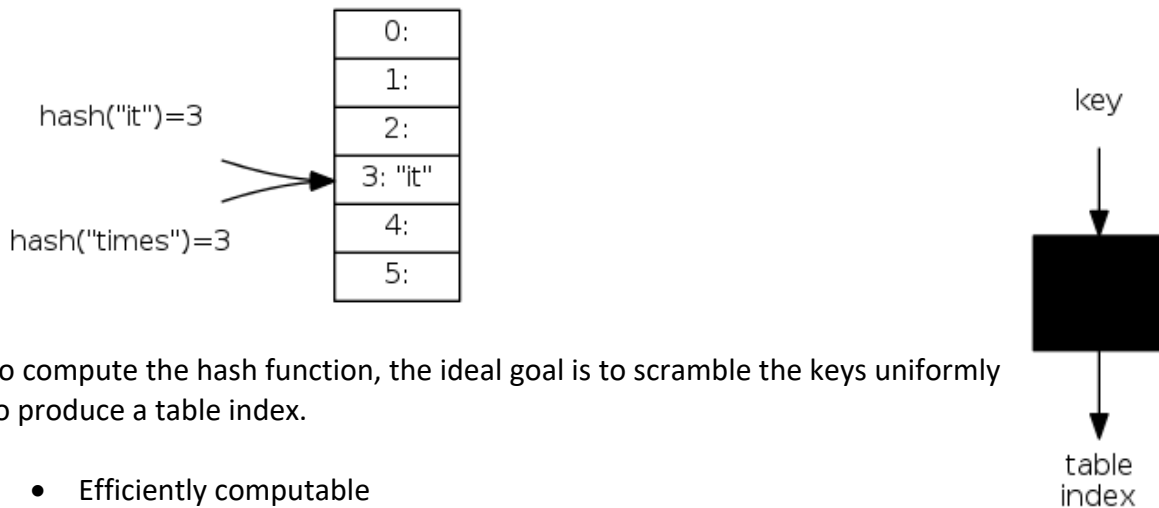 0:
1:
hash("it")=3
2:
3: "it"
4:
hash("times")=3
5:
key
table
index
o compute the hash function, the ideal goal is to scramble the keys uniformly
o produce a table index.
• Efficiently computable